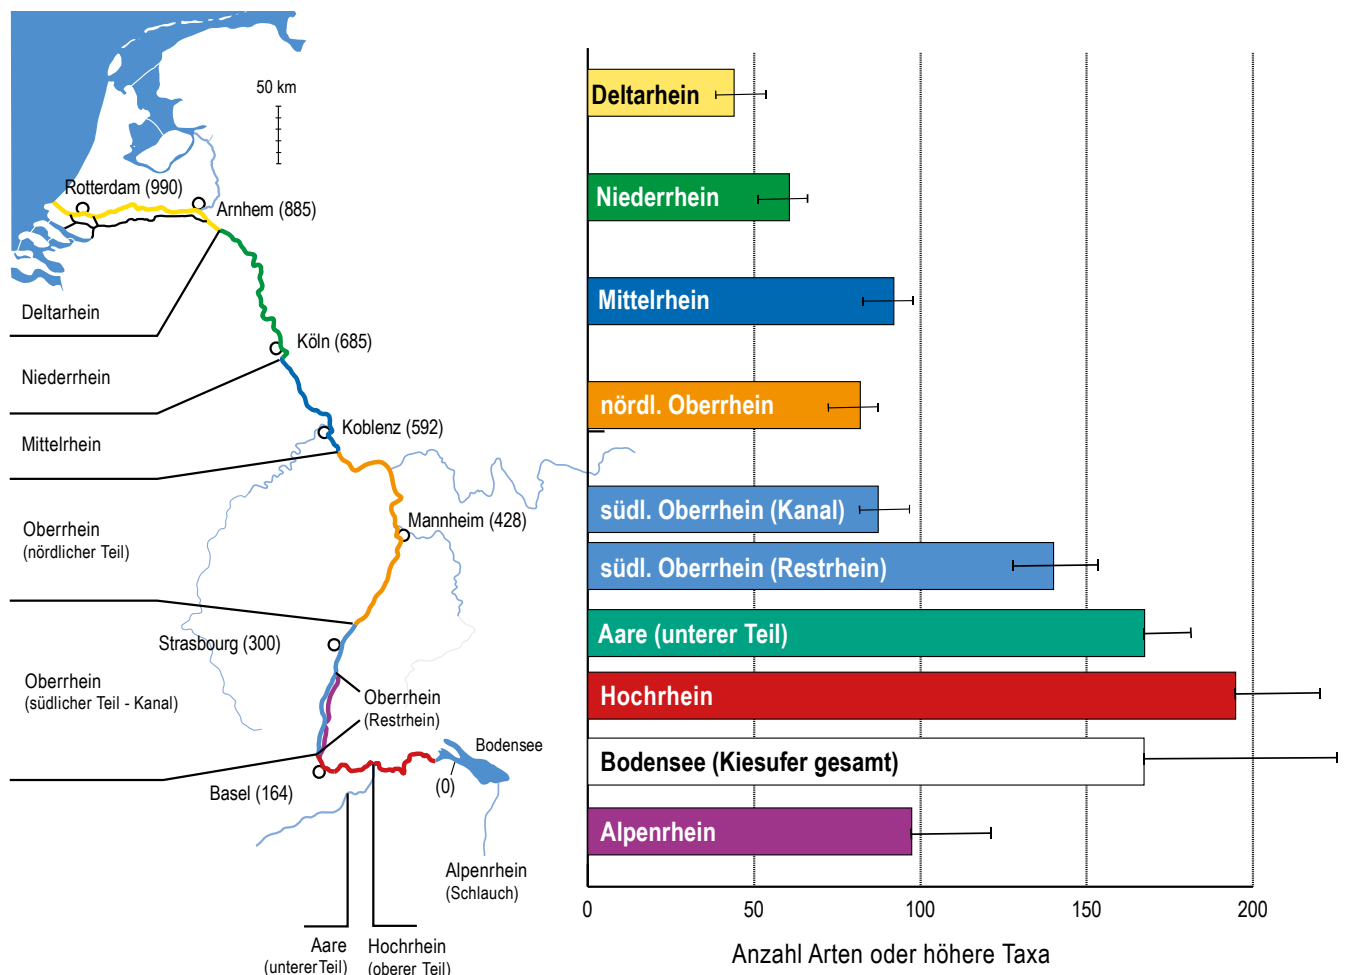 50 km
Rotterdam (990)
Arnhem (885)
Deltarhein
Köln (685)
Niederrhein
Koblenz (592)
Mittelrhein
Mannheim (428)
Oberrhein
(nördlicher Teil)
Strasbourg (300)
Oberrhein
(südlicher Teil - Kanal)
Oberrhein
(Restrhein)
Bodensee
(0)
Basel (164)
Alpenrhein
(Schlauch)
Aare
(unterer Teil)
Hochrhein
(oberer Teil)
Deltarhein
Niederrhein
Mittelrhein
nördl. Oberrhein
südl. Oberrhein (Kanal)
südl. Oberrhein (Restrhein)
Aare (unterer Teil)
Hochrhein
Bodensee (Kiesufer gesamt)
Alpenrhein
0 50 100 150 200
Anzahl Arten oder höhere Taxa